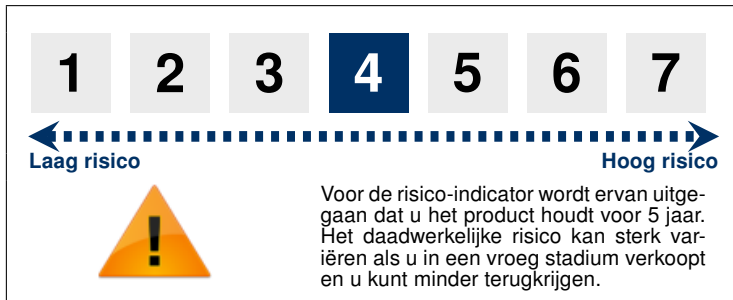 1 2 3 4 5 6 7
Laag risico Hoog risico
!
Voor de risico-indicator wordt ervan uitge-
gaan dat u het product houdt voor 5 jaar.
Het daadwerkelijke risico kan sterk var-
iëren als u in een vroeg stadium verkoopt
en u kunt minder terugkrijgen.